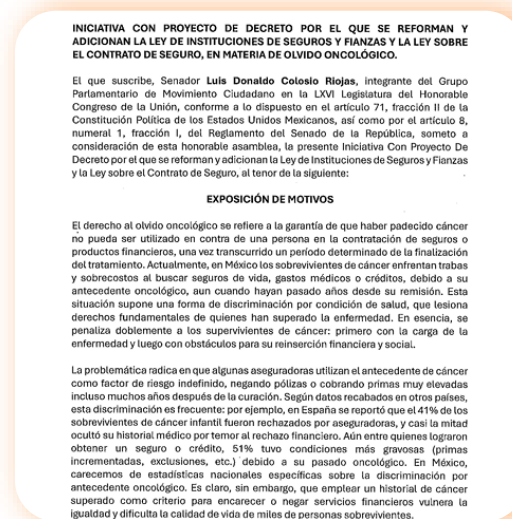 INICIATIVA CON PROYECTO DE DECRETO POR EL QUE SE REFORMAN Y
ADICIONAN LA LEY DE INSTITUCIONES DE SEGUROS Y FIANZAS Y LA LEY SOBRE
EL CONTRATO DE SEGURO, EN MATERIA DE OLVIDO ONCOLÓGICO.
El que suscribe, Senador Luis Donaldo Colosio Riojas, integrante del Grupo
Parlamentario de Movimiento Ciudadano en la LXVI Legislatura del Honorable
Congreso de la Unión, conforme a lo dispuesto en el artículo 71, fracción II de la
Constitución Política de los Estados Unidos Mexicanos, así como por el artículo 8,
numeral 1, fracción I, del Reglamento del Senado de la República, someto a
consideración de esta honorable asamblea, la presente Iniciativa Con Proyecto De
Decreto por el que se reforman y adicionan la Ley de Instituciones de Seguros y Fianzas
y la Ley sobre el Contrato de Seguro, al tenor de la siguiente:
EXPOSICIÓN DE MOTIVOS
El derecho al olvido oncológico se refiere a la garantía de que haber padecido cáncer
no pueda ser utilizado en contra de una persona en la contratación de seguros o
productos financieros, una vez transcurrido un período determinado de la finalización
del tratamiento. Actualmente, en México los sobrevivientes de cáncer enfrentan trabas
y sobrecostos al buscar seguros de vida, gastos médicos o créditos, debido a su
antecedente oncológico, aun cuando hayan pasado años desde su remisión. Esta
situación supone una forma de discriminación por condición de salud, que lesiona
derechos fundamentales de quienes han superado la enfermedad. En esencia, se
penaliza doblemente a los supervivientes de cáncer: primero con la carga de la
enfermedad y luego con obstáculos para su reinserción financiera y social.
La problemática radica en que algunas aseguradoras utilizan el antecedente de cáncer
como factor de riesgo indefinido, negando pólizas o cobrando primas muy elevadas
incluso muchos años después de la curación. Según datos recabados en otros países,
esta discriminación es frecuente: por ejemplo, en España se reportó que el 41% de los
sobrevivientes de cáncer infantil fueron rechazados por aseguradoras, y casi la mitad
ocultó su historial médico por temor al rechazo financiero. Aún entre quienes lograron
obtener un seguro o crédito, 51% tuvo condiciones más gravosas (primas
incrementadas, exclusiones, etc.) debido a su pasado oncológico. En México,
carecemos de estadísticas nacionales específicas sobre la discriminación por
antecedente oncológico. Es claro, sin embargo, que emplear un historial de cáncer
superado como criterio para encarecer o negar servicios financieros vulnera la
igualdad y dificulta la calidad de vida de miles de personas sobrevivientes.